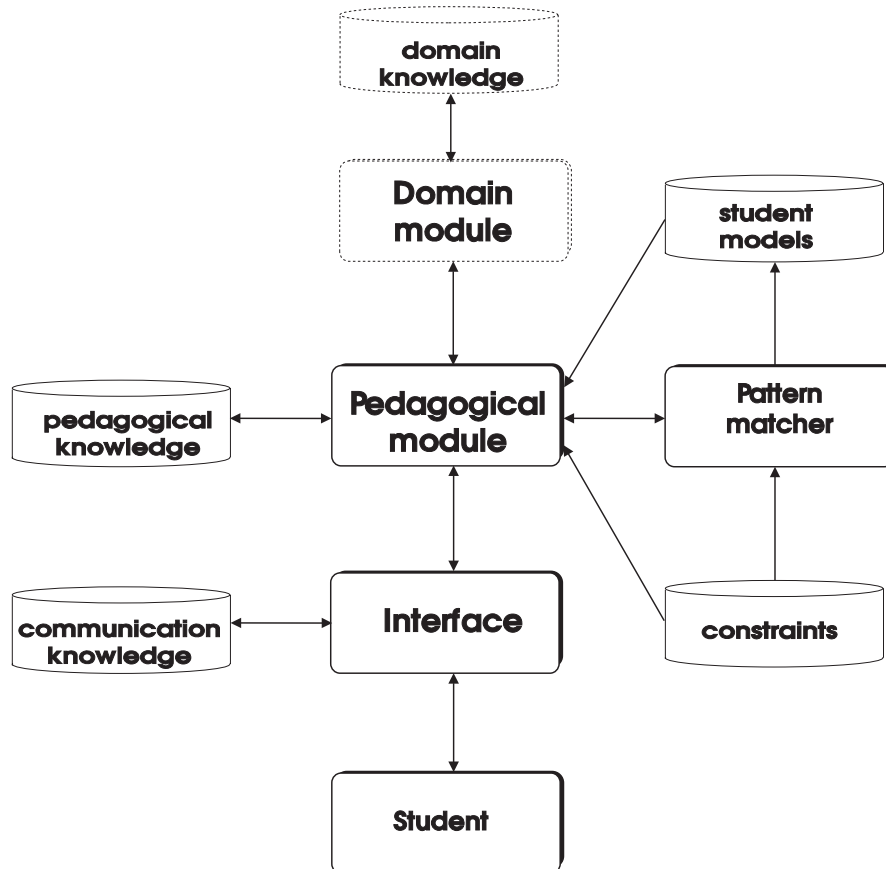 domain
knowledge
Domain
module
student
models
pedagogical
knowledge
Pedagogical
module
Pattern
matcher
communication
knowledge
Interface
constraints
Student